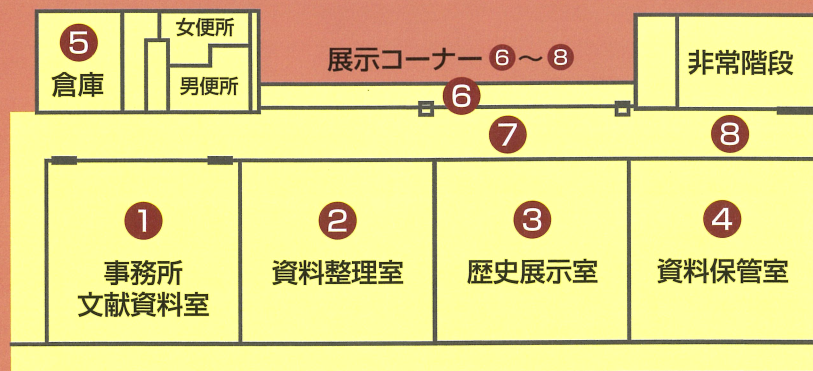 ⑤
倉庫
女便所
男便所
展示コーナー⑥～⑧
非常階段
⑥
⑦
⑧
①
事務所
文献資料室
②
資料整理室
③
歴史展示室
④
資料保管室